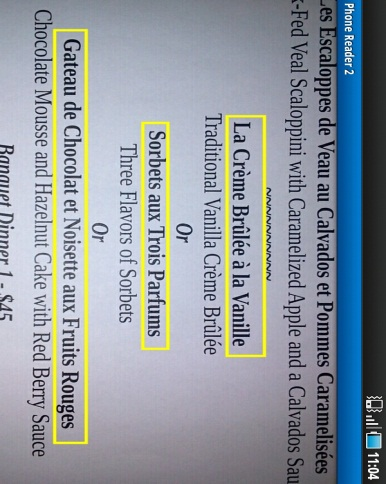 Phone Reader 2
11:04
es Escaloppes de Veau au Calvados et Pommes Caramelisées
-Fed Veal Scaloppini with Caramelized Apple and a Calvados Sau
La Crème Brûlée à la Vanille
Traditional Vanilla Crème Brûlée
Or
Sorbets aux Trois Parfums
Three Flavors of Sorbets
Or
Gateau de Chocolat et Noisette aux Fruits Rouges
Chocolate Mousse and Hazelnut Cake with Red Berry Sauce
Banquet Dinner 1 - $45